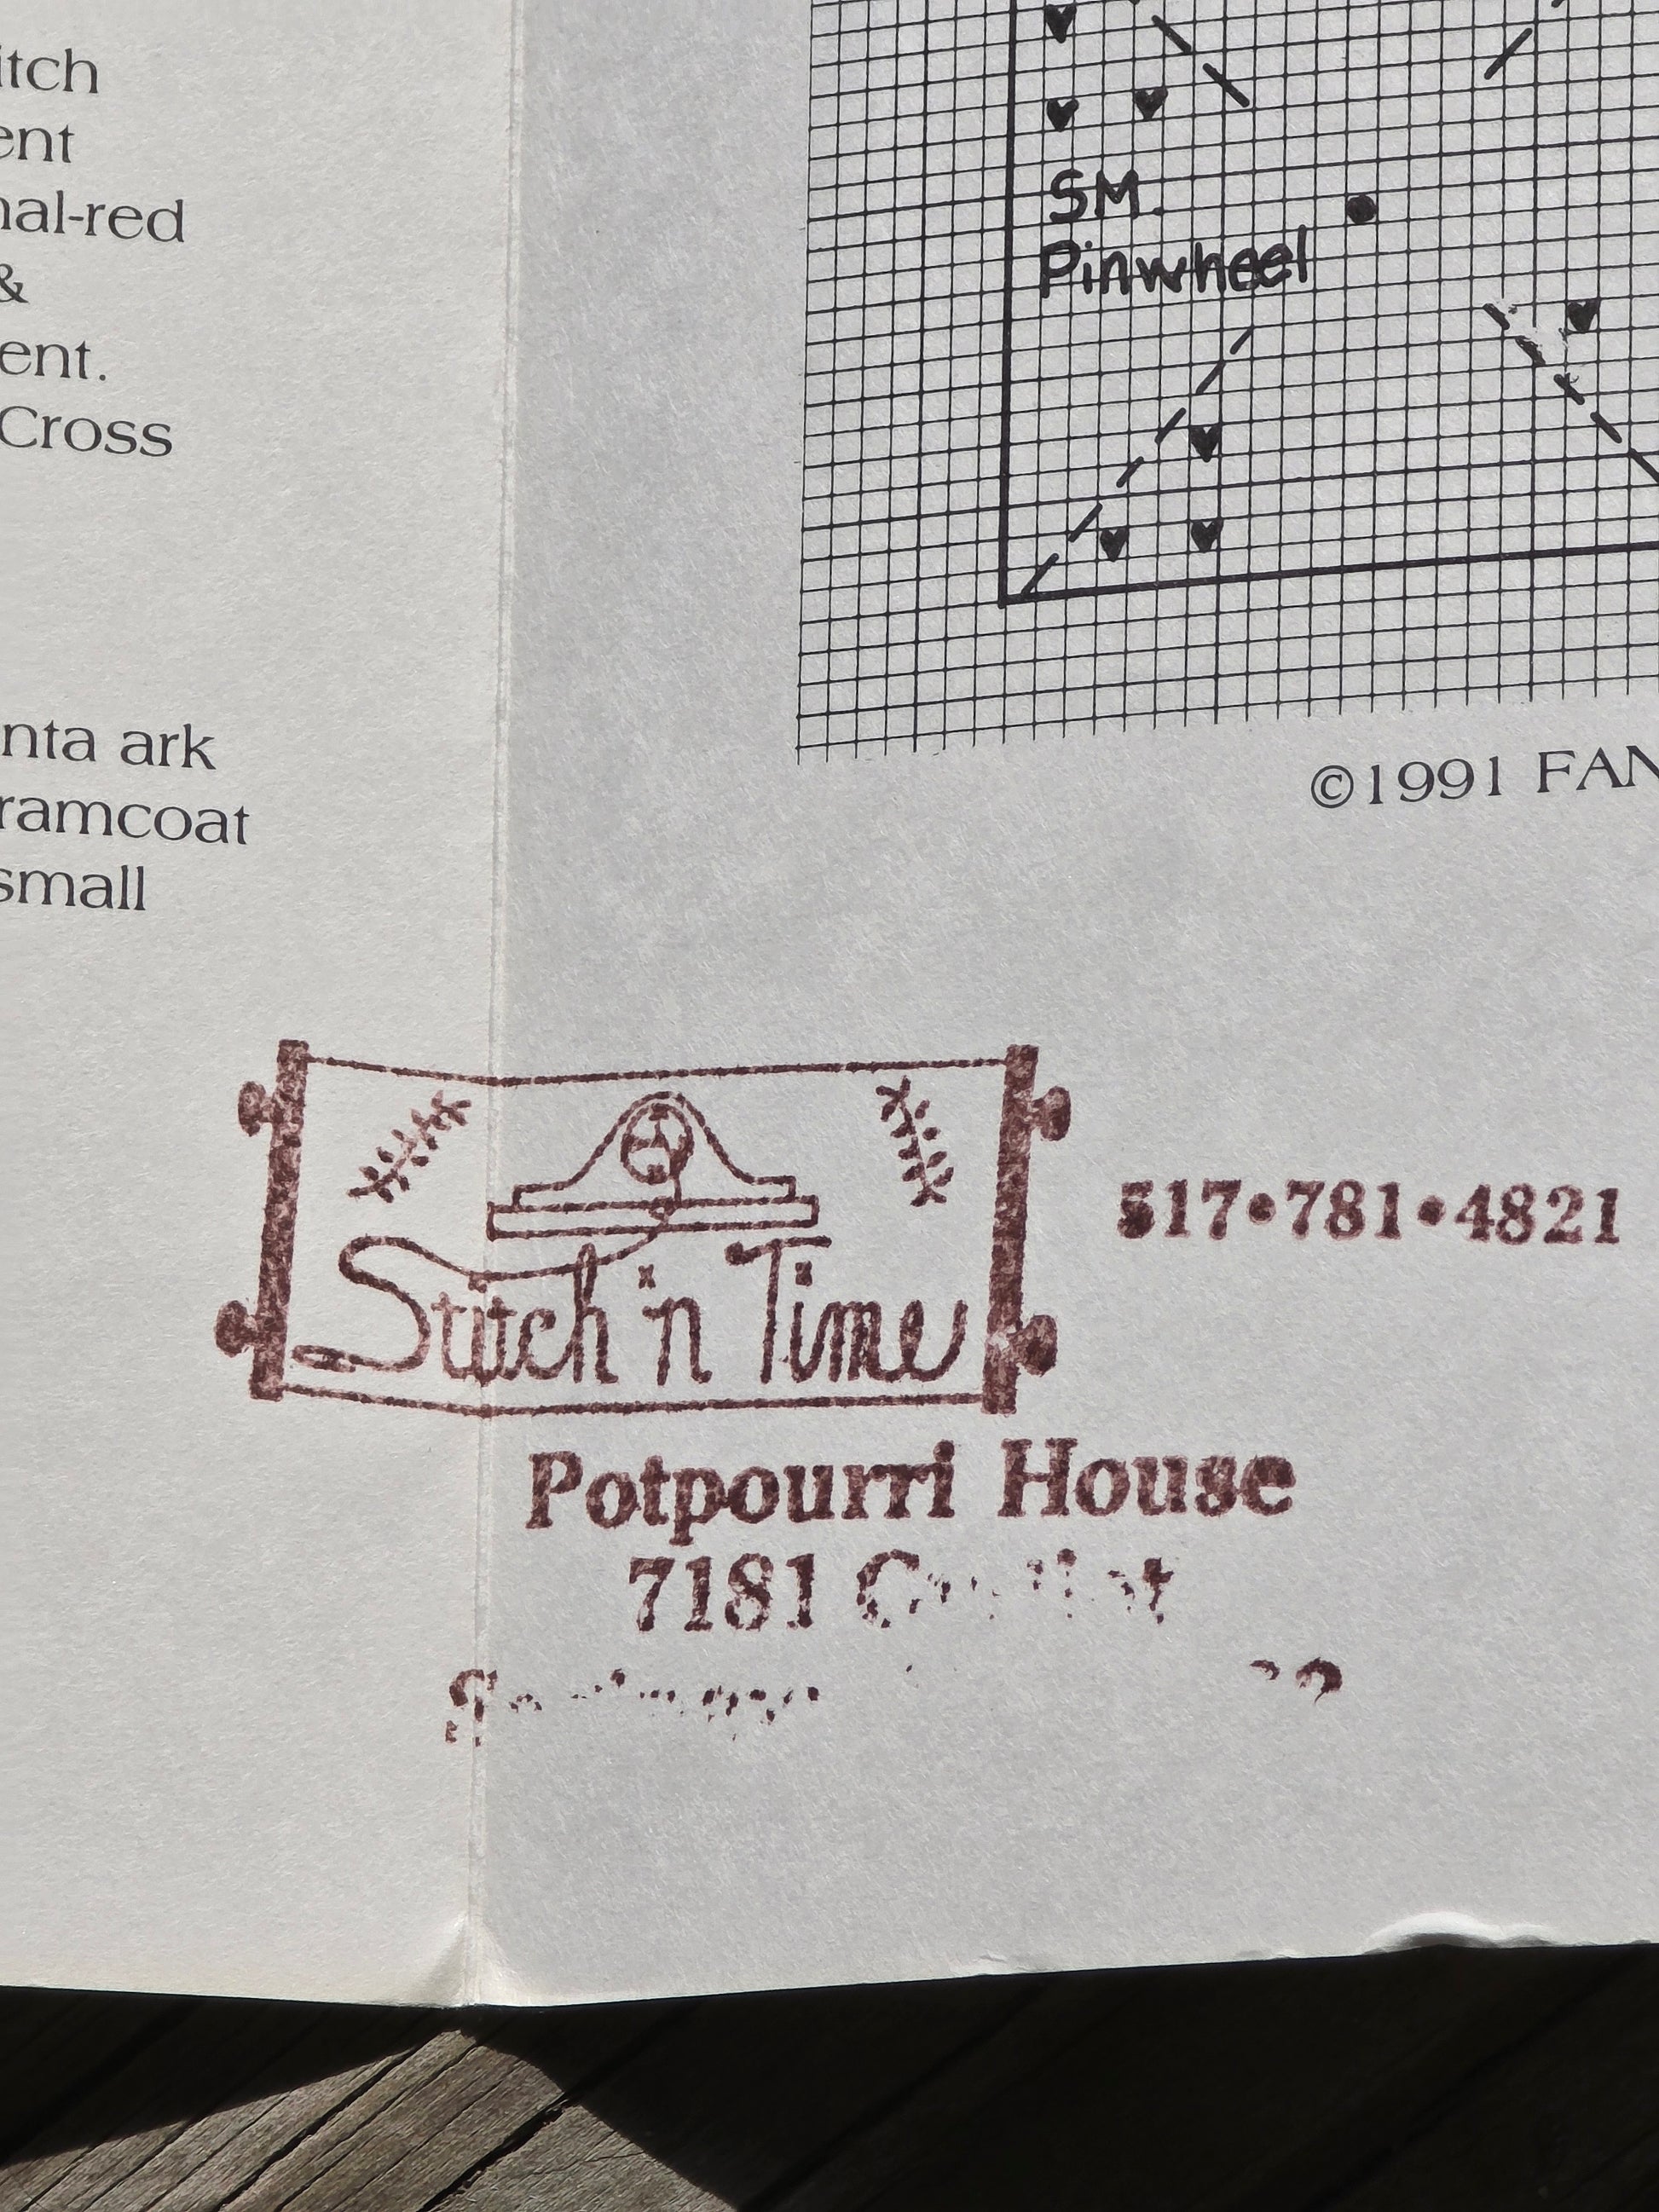 itch
ent
nal-red
&
ent.
Cross
nta ark
ramcoat
small
SM.
Pinwheel
©1991 FAN
Stitch 'n Time
517•781•4821
Potpourri House
7181